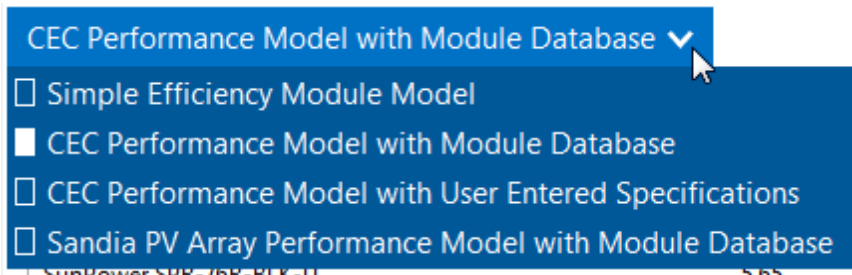 CEC Performance Model with Module Database
Simple Efficiency Module Model
CEC Performance Model with Module Database
CEC Performance Model with User Entered Specifications
Sandia PV Array Performance Model with Module Database